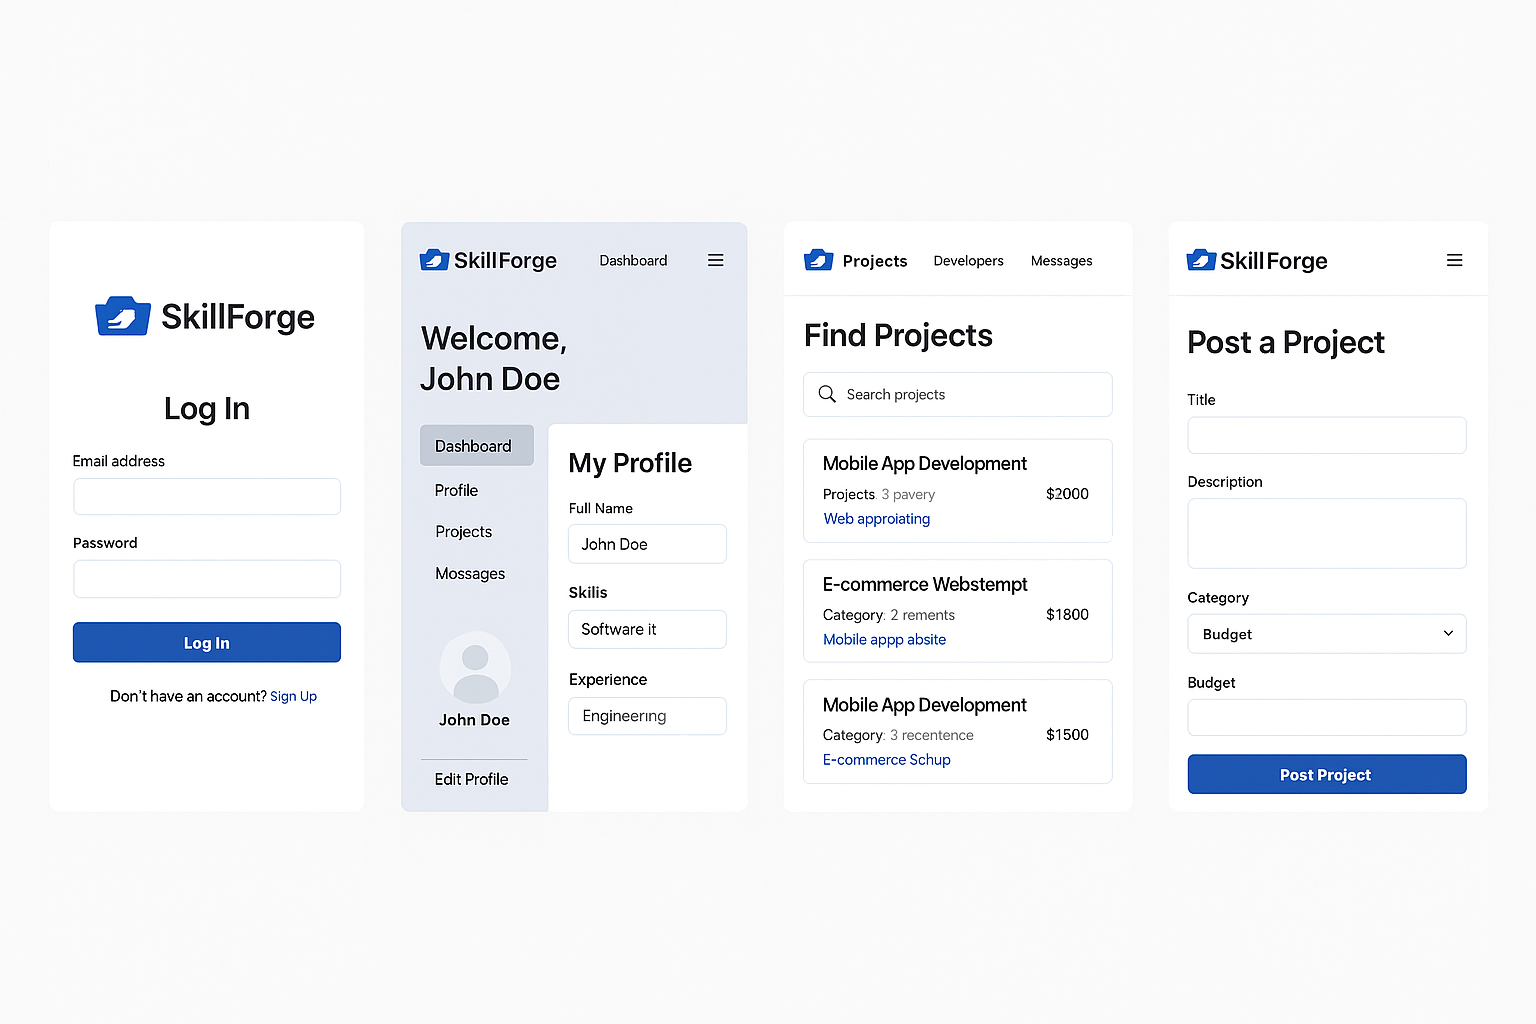 SkillForge
Log In
Email address
Password
Log In
Don't have an account? Sign Up
SkillForge
Dashboard
Welcome,
John Doe
Dashboard
Profile
Projects
Mossages
John Doe
Edit Profile
My Profile
Full Name
John Doe
Skilis
Software it
Experience
Engineering
Projects
Developers
Messages
Find Projects
Search projects
Mobile App Development
Projects. 3 pavery
$2000
Web approiating
E-commerce Webstempt
Category: 2 rements
$1800
Mobile appp absite
Mobile App Development
Category: 3 recentence
$1500
E-commerce Schup
SkillForge
Post a Project
Title
Description
Category
Budget
Budget
Post Project